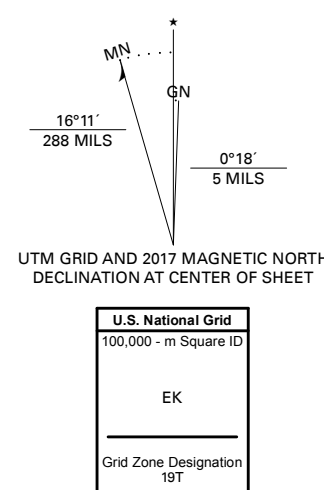 ★
MN
GN
16°11´
288 MILS
0°18´
5 MILS
UTM GRID AND 2017 MAGNETIC NORTH
DECLINATION AT CENTER OF SHEET
U.S. National Grid
100,000 - m Square ID
EK
Grid Zone Designation
19T